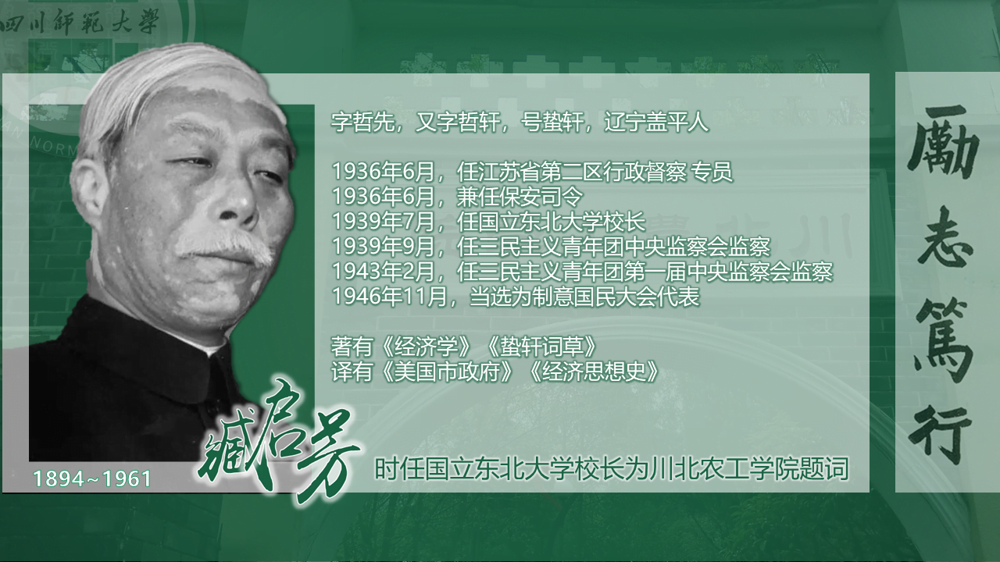 四川師範大學
AN NORM
字哲先，又字哲轩，号蛰轩，辽宁盖平人
1936年6月，任江苏省第二区行政督察 专员
1936年6月，兼任保安司令
1939年7月，任国立东北大学校长
1939年9月，任三民主义青年团中央监察会监察
1943年2月，任三民主义青年团第一届中央监察会监察
1946年11月，当选为制意国民大会代表
著有《经济学》《蛰轩词草》
译有《美国市政府》《经济思想史》
臧启芳
1894~1961
时任国立东北大学校长为川北农工学院题词
勵志篤行